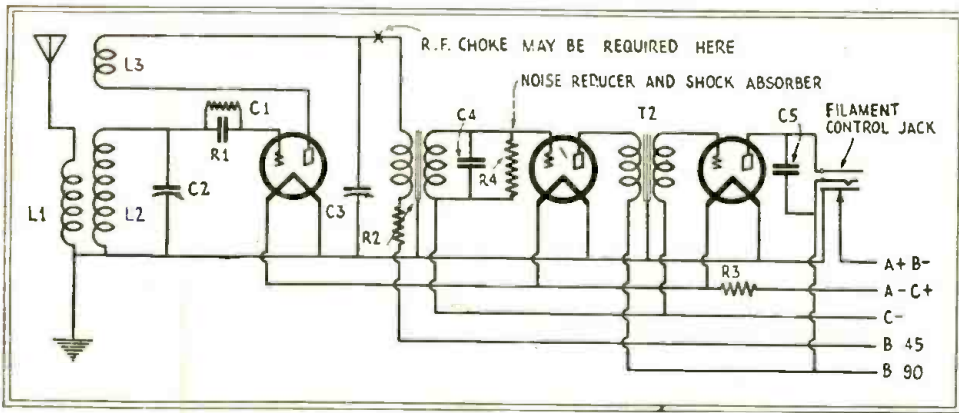 R.F. CHOKE MAY BE REQUIRED HERE
L3
NOISE REDUCER AND SHOCK ABSORBER
C1
C4
T2
C5
FILAMENT
CONTROL JACK
R1
R4
C2
C3
L1
L2
R2
A+ B-
R3
A-C+
C-
B 45
B 90